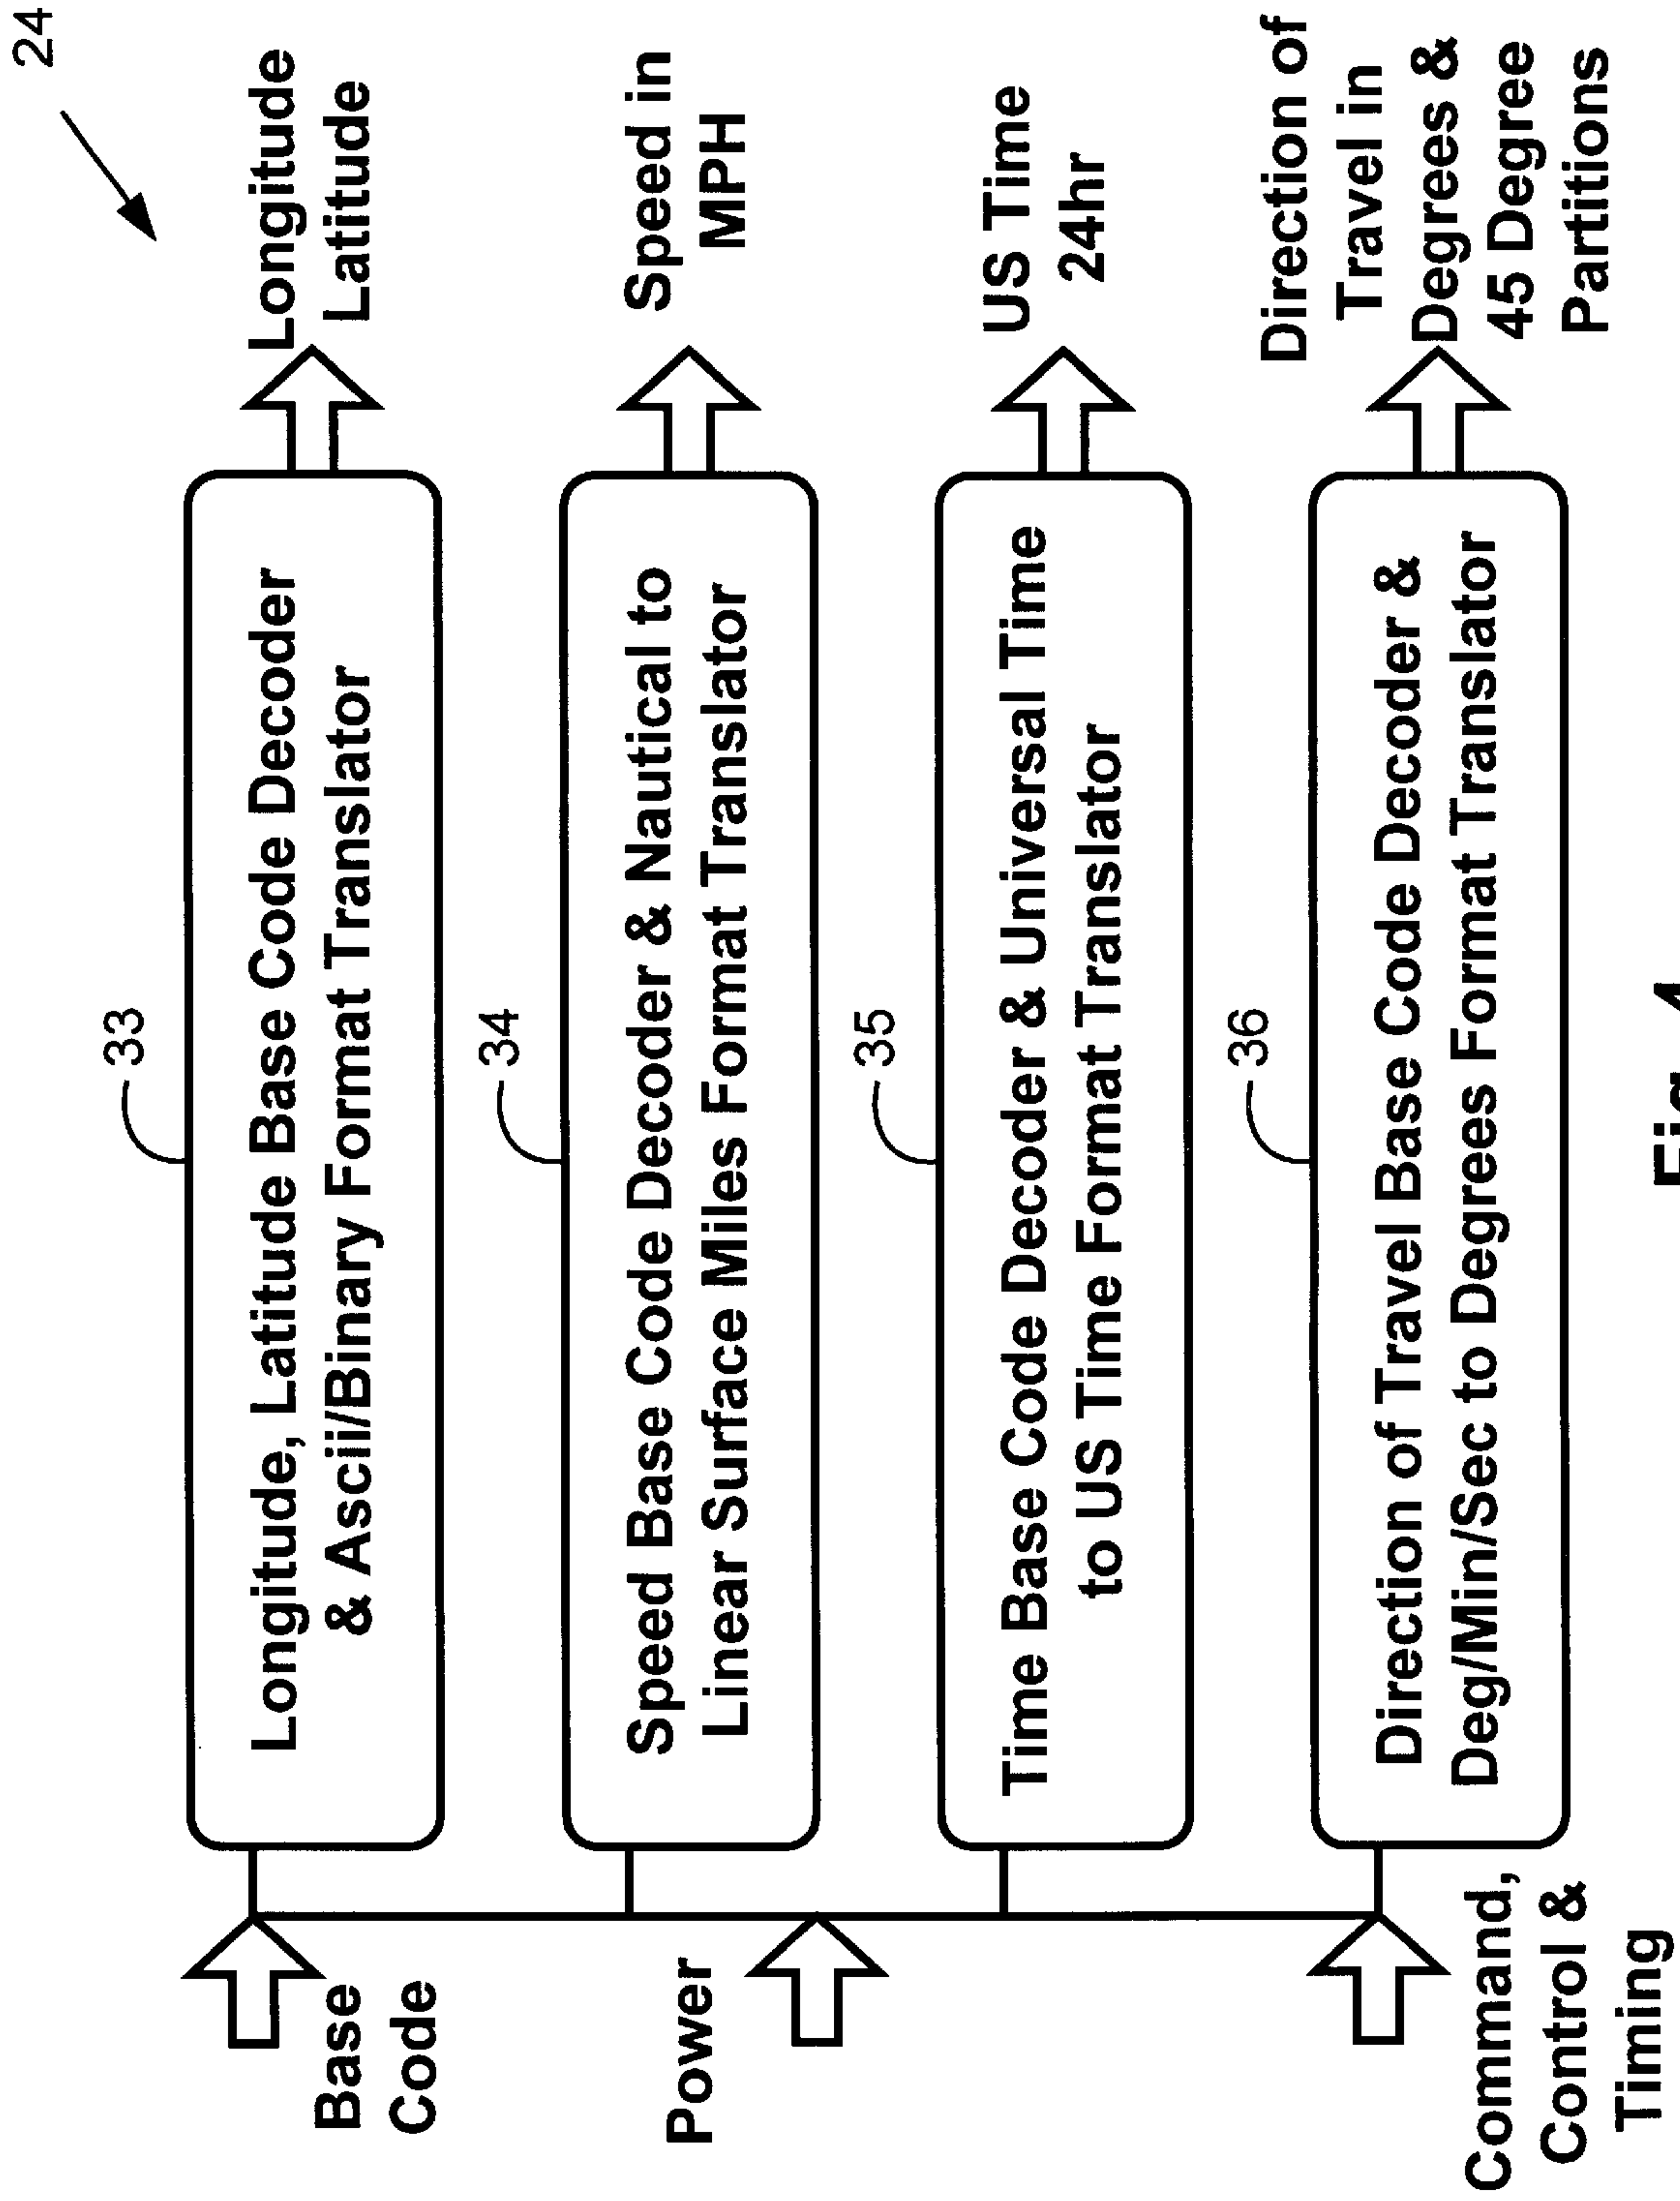 24
33
Longitude, Latitude Base Code Decoder
& Ascii/Binary Format Translator
Longitude
Latitude
Base
Code
34
Speed Base Code Decoder & Nautical to
Linear Surface Miles Format Translator
Speed in
MPH
Power
35
Time Base Code Decoder & Universal Time
to US Time Format Translator
US Time
24hr
36
Direction of Travel Base Code Decoder &
Deg/Min/Sec to Degrees Format Translator
Direction of
Travel in
Degrees &
45 Degree
Partitions
Command,
Control &
Timing
Fig. 4